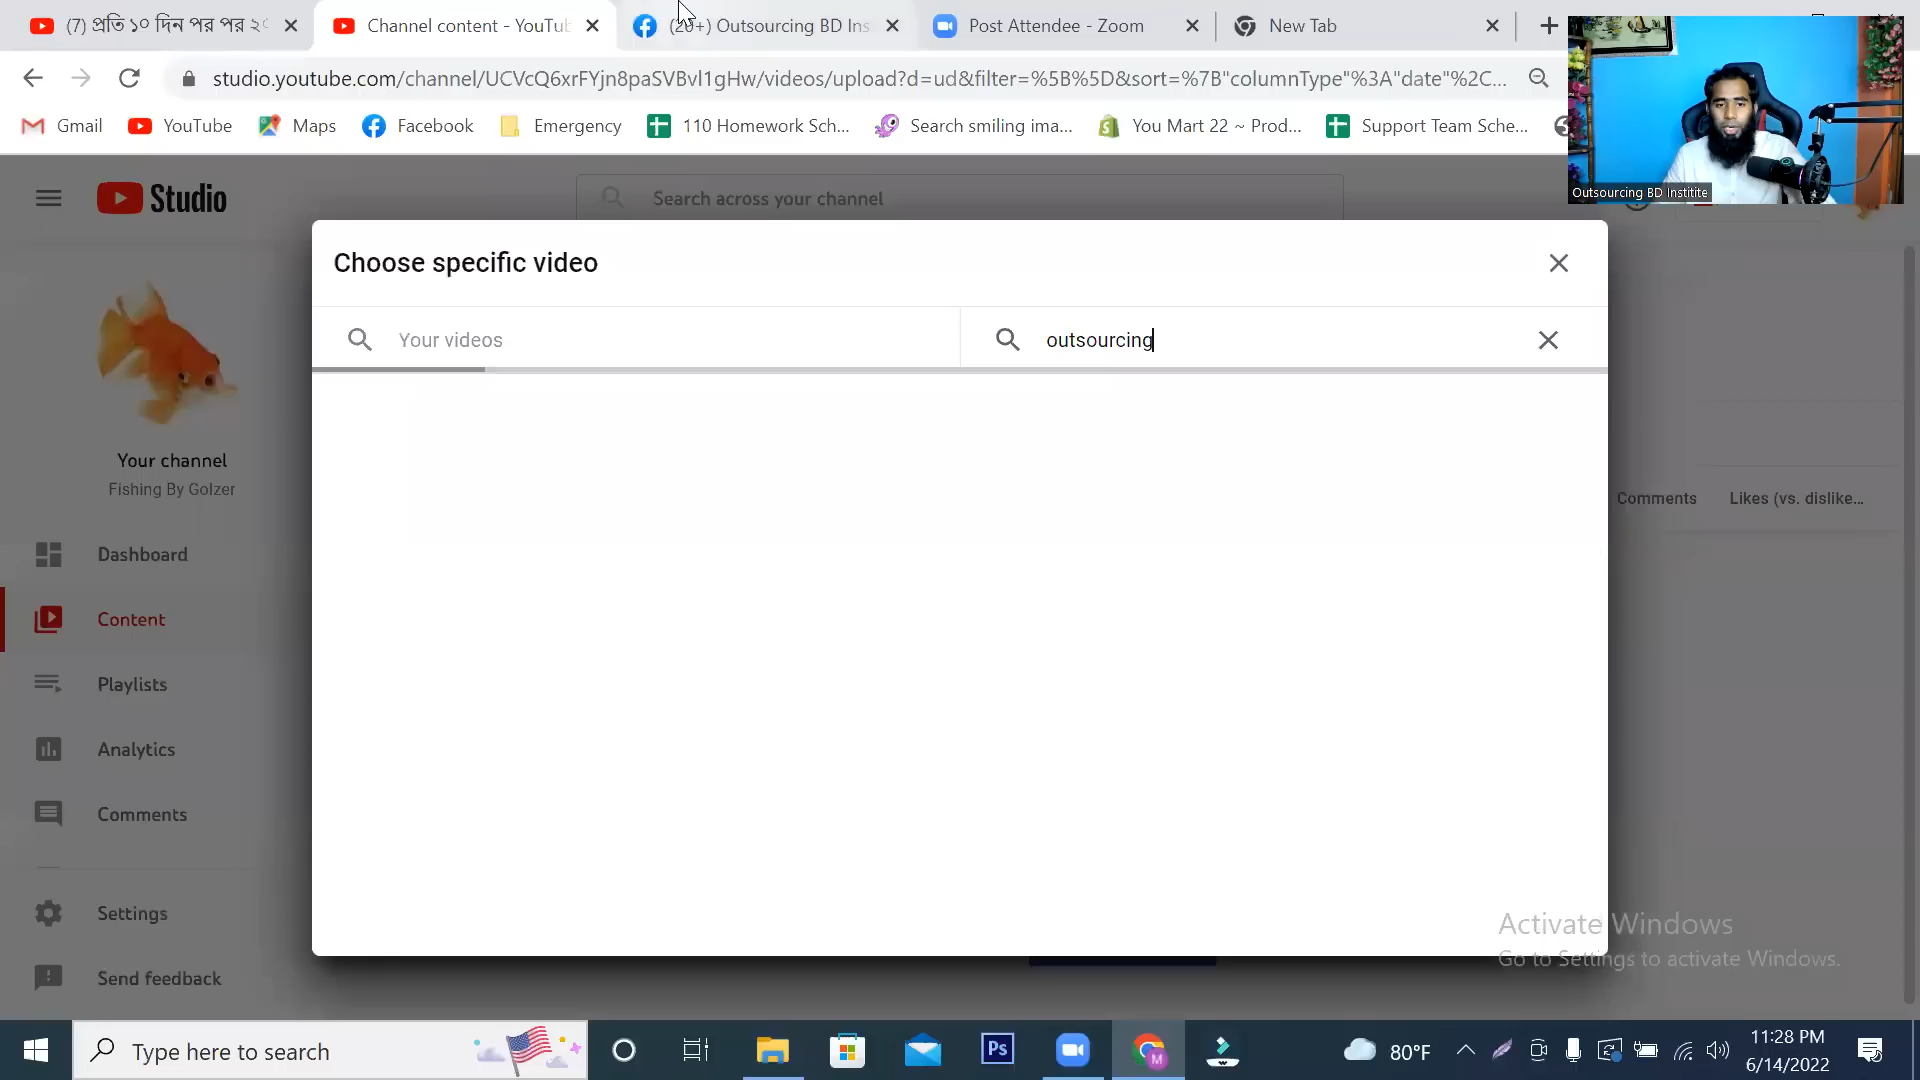 (7) প্রতি ১০ দিন পর পর ২৫
Channel content - YouTub
(20+) Outsourcing BD Ins
Post Attendee - Zoom
New Tab
studio.youtube.com/channel/UCVcQ6xrFYjn8paSVBvl1gHw/videos/upload?d=ud&filter=%5B%5D&sort=%7B"columnType"%3A"date"%2C...
Gmail
YouTube
Maps
Facebook
Emergency
110 Homework Sch...
Search smiling ima...
You Mart 22 ~ Prod...
Support Team Sche...
Outsourcing BD Institite
Studio
Search across your channel
Choose specific video
Your videos
outsourcing
Your channel
Fishing By Golzer
Comments
Likes (vs. dislike...
Dashboard
Content
Playlists
Analytics
Comments
Settings
Send feedback
Activate Windows
Go to Settings to activate Windows.
Type here to search
Ps
M
80°F
11:28 PM
6/14/2022